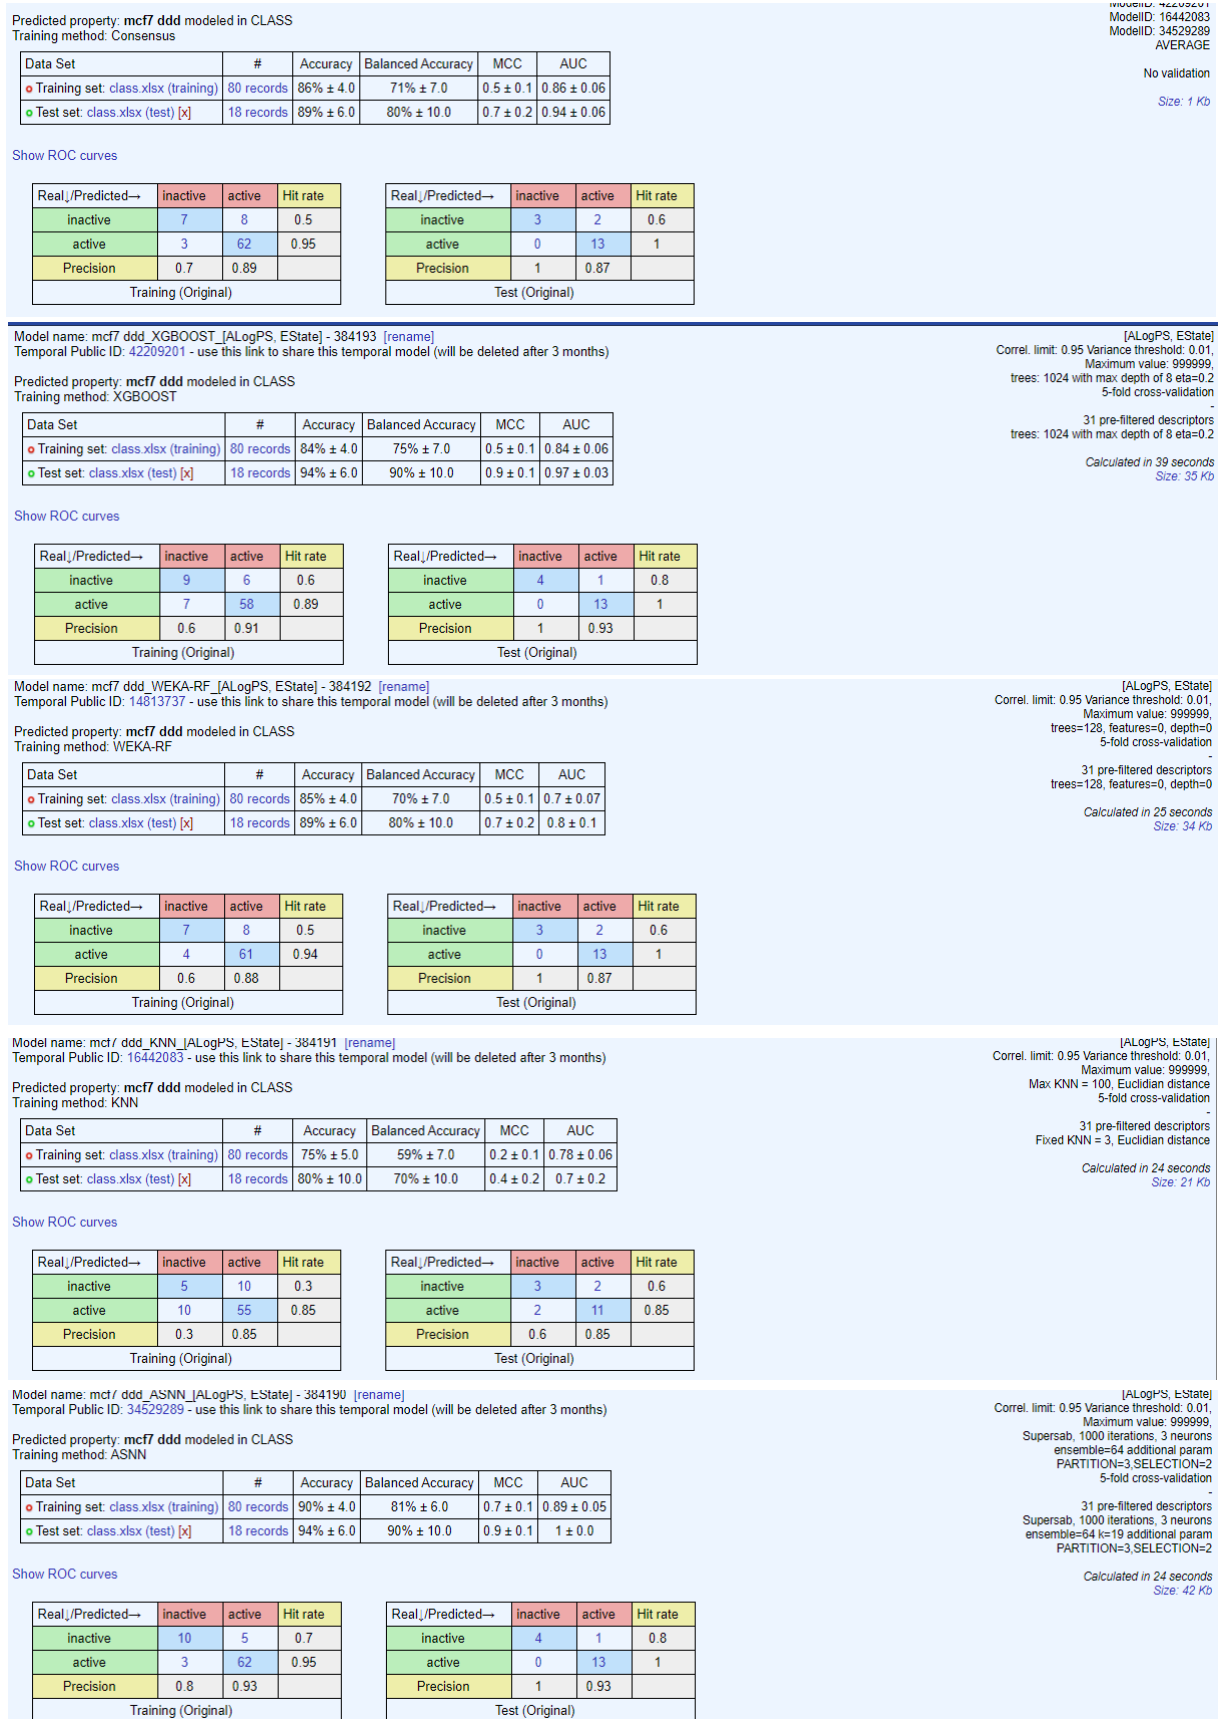 ModelID: 42209201
ModelID: 16442083
ModelID: 34529289
AVERAGE
No validation
Size: 1 Kb
Predicted property: mcf7 ddd modeled in CLASS
Training method: Consensus
Data Set # Accuracy Balanced Accuracy MCC AUC
Training set: class.xlsx (training) 80 records 86% ± 4.0 71% ± 7.0 0.5 ± 0.1 0.86 ± 0.06
Test set: class.xlsx (test) [x] 18 records 89% ± 6.0 80% ± 10.0 0.7 ± 0.2 0.94 ± 0.06
Show ROC curves
Real↓/Predicted→ inactive active Hit rate
inactive 7 8 0.5
active 3 62 0.95
Precision 0.7 0.89
Training (Original)
Real↓/Predicted→ inactive active Hit rate
inactive 3 2 0.6
active 0 13 1
Precision 1 0.87
Test (Original)
Model name: mcf7 ddd_XGBOOST_[ALogPS, EState] - 384193 [rename]
Temporal Public ID: 42209201 - use this link to share this temporal model (will be deleted after 3 months)
Predicted property: mcf7 ddd modeled in CLASS
Training method: XGBOOST
[ALogPS, EState]
Correl. limit: 0.95 Variance threshold: 0.01,
Maximum value: 999999,
trees: 1024 with max depth of 8 eta=0.2
5-fold cross-validation
-
31 pre-filtered descriptors
trees: 1024 with max depth of 8 eta=0.2
Calculated in 39 seconds
Size: 35 Kb
Data Set # Accuracy Balanced Accuracy MCC AUC
Training set: class.xlsx (training) 80 records 84% ± 4.0 75% ± 7.0 0.5 ± 0.1 0.84 ± 0.06
Test set: class.xlsx (test) [x] 18 records 94% ± 6.0 90% ± 10.0 0.9 ± 0.1 0.97 ± 0.03
Show ROC curves
Real↓/Predicted→ inactive active Hit rate
inactive 9 6 0.6
active 7 58 0.89
Precision 0.6 0.91
Training (Original)
Real↓/Predicted→ inactive active Hit rate
inactive 4 1 0.8
active 0 13 1
Precision 1 0.93
Test (Original)
Model name: mcf7 ddd_WEKA-RF_[ALogPS, EState] - 384192 [rename]
Temporal Public ID: 14813737 - use this link to share this temporal model (will be deleted after 3 months)
Predicted property: mcf7 ddd modeled in CLASS
Training method: WEKA-RF
[ALogPS, EState]
Correl. limit: 0.95 Variance threshold: 0.01,
Maximum value: 999999,
trees=128, features=0, depth=0
5-fold cross-validation
-
31 pre-filtered descriptors
trees=128, features=0, depth=0
Calculated in 25 seconds
Size: 34 Kb
Data Set # Accuracy Balanced Accuracy MCC AUC
Training set: class.xlsx (training) 80 records 85% ± 4.0 70% ± 7.0 0.5 ± 0.1 0.7 ± 0.07
Test set: class.xlsx (test) [x] 18 records 89% ± 6.0 80% ± 10.0 0.7 ± 0.2 0.8 ± 0.1
Show ROC curves
Real↓/Predicted→ inactive active Hit rate
inactive 7 8 0.5
active 4 61 0.94
Precision 0.6 0.88
Training (Original)
Real↓/Predicted→ inactive active Hit rate
inactive 3 2 0.6
active 0 13 1
Precision 1 0.87
Test (Original)
Model name: mcf7 ddd_KNN_[ALogPS, EState] - 384191 [rename]
Temporal Public ID: 16442083 - use this link to share this temporal model (will be deleted after 3 months)
Predicted property: mcf7 ddd modeled in CLASS
Training method: KNN
[ALogPS, EState]
Correl. limit: 0.95 Variance threshold: 0.01,
Maximum value: 999999,
Max KNN = 100, Euclidian distance
5-fold cross-validation
-
31 pre-filtered descriptors
Fixed KNN = 3, Euclidian distance
Calculated in 24 seconds
Size: 21 Kb
Data Set # Accuracy Balanced Accuracy MCC AUC
Training set: class.xlsx (training) 80 records 75% ± 5.0 59% ± 7.0 0.2 ± 0.1 0.78 ± 0.06
Test set: class.xlsx (test) [x] 18 records 80% ± 10.0 70% ± 10.0 0.4 ± 0.2 0.7 ± 0.2
Show ROC curves
Real↓/Predicted→ inactive active Hit rate
inactive 5 10 0.3
active 10 55 0.85
Precision 0.3 0.85
Training (Original)
Real↓/Predicted→ inactive active Hit rate
inactive 3 2 0.6
active 2 11 0.85
Precision 0.6 0.85
Test (Original)
Model name: mcf7 ddd_ASNN_[ALogPS, EState] - 384190 [rename]
Temporal Public ID: 34529289 - use this link to share this temporal model (will be deleted after 3 months)
Predicted property: mcf7 ddd modeled in CLASS
Training method: ASNN
[ALogPS, EState]
Correl. limit: 0.95 Variance threshold: 0.01,
Maximum value: 999999,
Supersab, 1000 iterations, 3 neurons
ensemble=64 additional param
PARTITION=3,SELECTION=2
5-fold cross-validation
-
31 pre-filtered descriptors
Supersab, 1000 iterations, 3 neurons
ensemble=64 k=19 additional param
PARTITION=3,SELECTION=2
Calculated in 24 seconds
Size: 42 Kb
Data Set # Accuracy Balanced Accuracy MCC AUC
Training set: class.xlsx (training) 80 records 90% ± 4.0 81% ± 6.0 0.7 ± 0.1 0.89 ± 0.05
Test set: class.xlsx (test) [x] 18 records 94% ± 6.0 90% ± 10.0 0.9 ± 0.1 1 ± 0.0
Show ROC curves
Real↓/Predicted→ inactive active Hit rate
inactive 10 5 0.7
active 3 62 0.95
Precision 0.8 0.93
Training (Original)
Real↓/Predicted→ inactive active Hit rate
inactive 4 1 0.8
active 0 13 1
Precision 1 0.93
Test (Original)